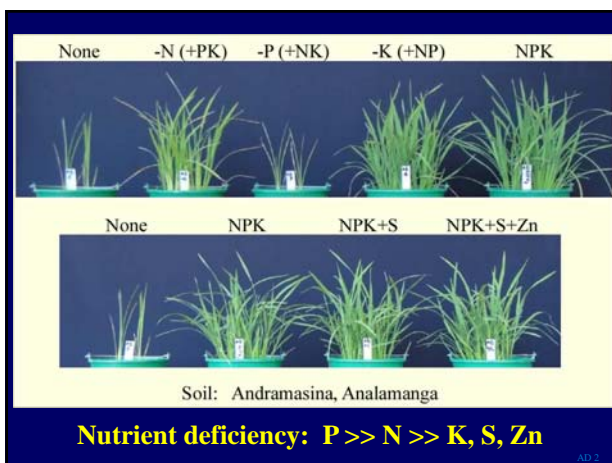 None -N (+PK) -P (+NK) -K (+NP) NPK
None NPK NPK+S NPK+S+Zn
Soil: Andramasina, Analamanga
Nutrient deficiency: P >> N >> K, S, Zn
AD 2